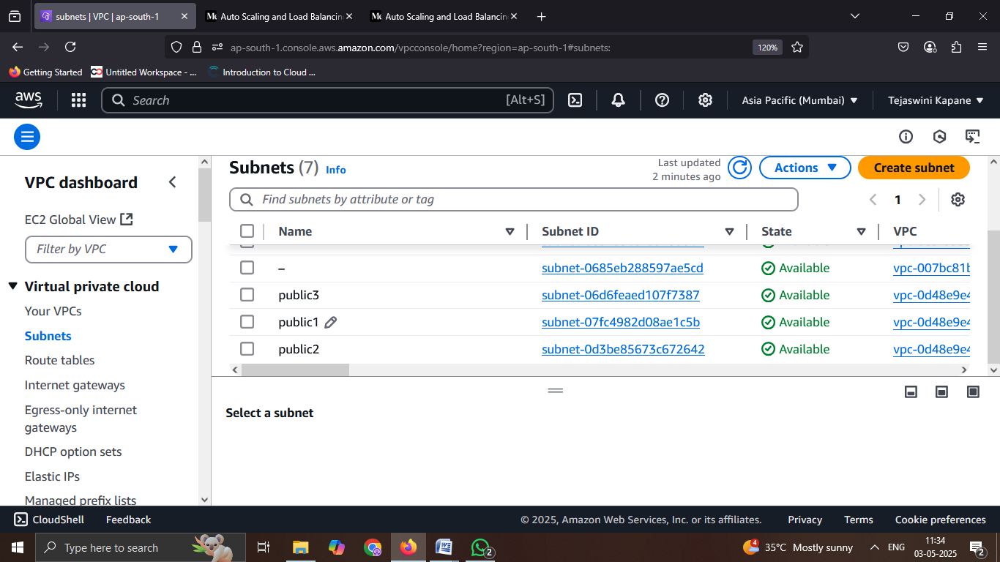 subnets | VPC | ap-south-1
Auto Scaling and Load Balancin
Auto Scaling and Load Balancin
ap-south-1.console.aws.amazon.com/vpcconsole/home?region=ap-south-1#subnets:
120%
Getting Started
Untitled Workspace - ...
Introduction to Cloud ...
aws
Search
[Alt+S]
Asia Pacific (Mumbai)
Tejaswini Kapane
VPC dashboard
EC2 Global View
Filter by VPC
Virtual private cloud
Your VPCs
Subnets
Route tables
Internet gateways
Egress-only internet
gateways
DHCP option sets
Elastic IPs
Managed prefix lists
Subnets (7) Info
Last updated
2 minutes ago
Actions
Create subnet
Find subnets by attribute or tag
1
Name Subnet ID State VPC
– subnet-0685eb288597ae5cd Available vpc-007bc81b
public3 subnet-06d6feaed107f7387 Available vpc-0d48e9e4
public1 subnet-07fc4982d08ae1c5b Available vpc-0d48e9e4
public2 subnet-0d3be85673c672642 Available vpc-0d48e9e4
Select a subnet
CloudShell
Feedback
© 2025, Amazon Web Services, Inc. or its affiliates.
Privacy
Terms
Cookie preferences
Type here to search
2
4
35°C Mostly sunny
ENG
11:34
03-05-2025
2